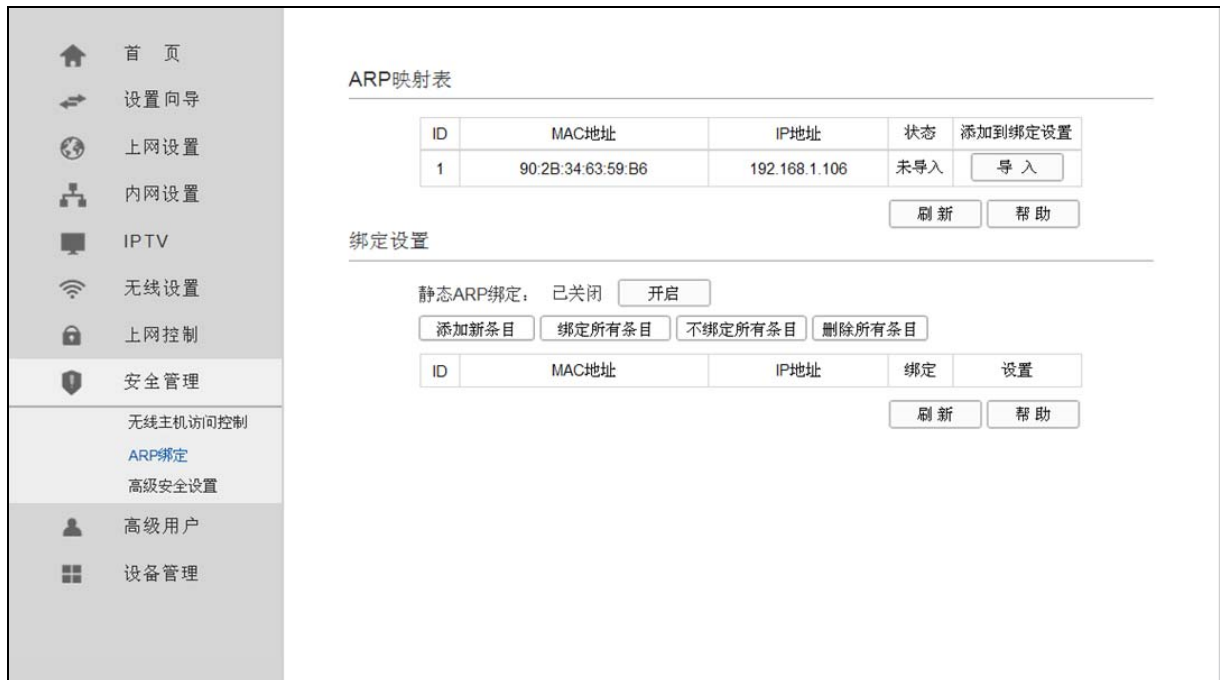 首 页
设置向导
上网设置
内网设置
IPTV
无线设置
上网控制
安全管理
无线主机访问控制
ARP绑定
高级安全设置
高级用户
设备管理
ARP映射表
ID MAC地址 IP地址 状态 添加到绑定设置
1 90:2B:34:63:59:B6 192.168.1.106 未导入 导 入
刷 新 帮 助
绑定设置
静态ARP绑定： 已关闭 开启
添加新条目 绑定所有条目 不绑定所有条目 删除所有条目
ID MAC地址 IP地址 绑定 设置
刷 新 帮 助